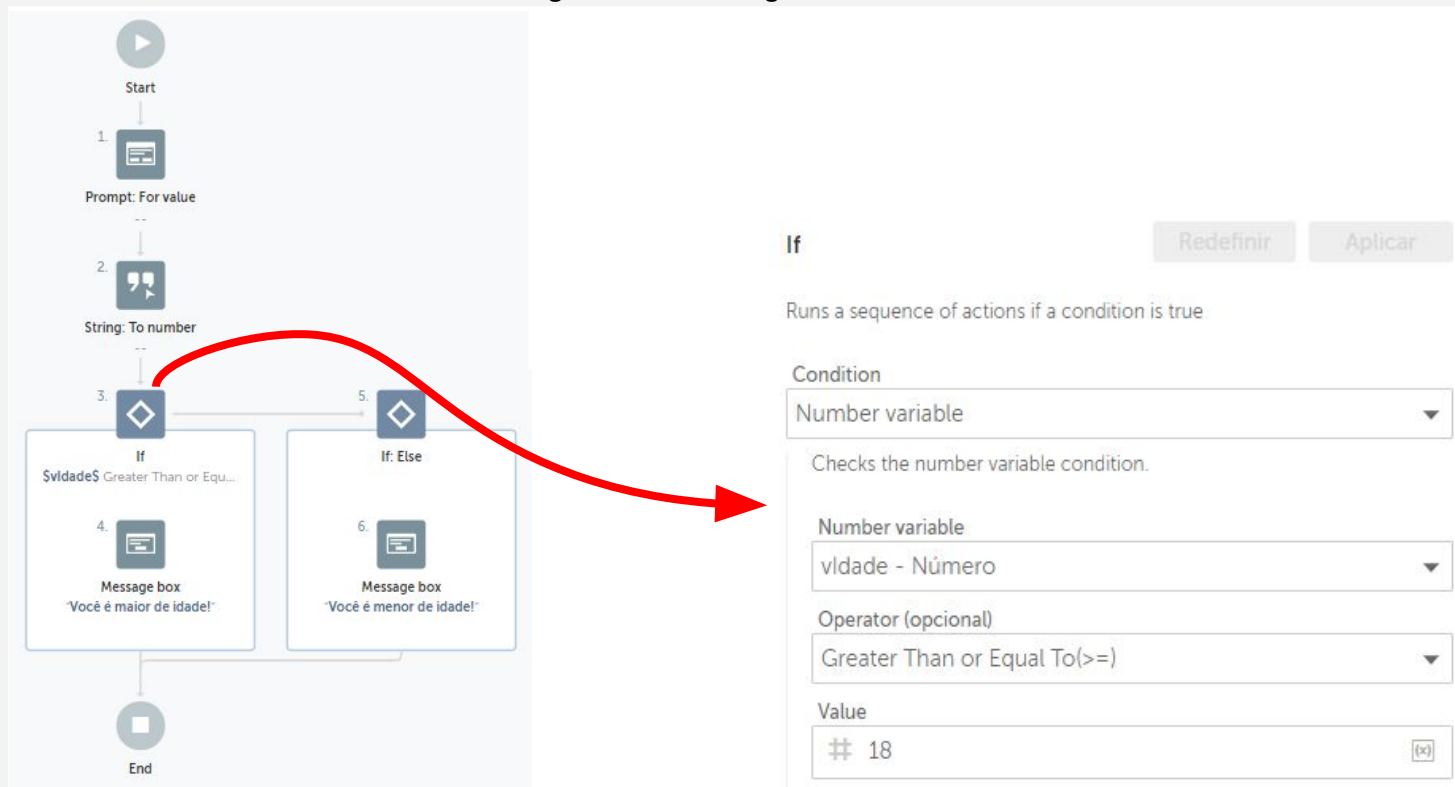 Start
1.
Prompt: For value
--
2.
String: To number
--
3.
If
$vIdade$ Greater Than or Equ...
4.
Message box
"Você é maior de idade!"
5.
If: Else
6.
Message box
"Você é menor de idade!"
End
If
Redefinir
Aplicar
Runs a sequence of actions if a condition is true
Condition
Number variable
Checks the number variable condition.
Number variable
vIdade - Número
Operator (opcional)
Greater Than or Equal To(>=)
Value
# 18
(x)